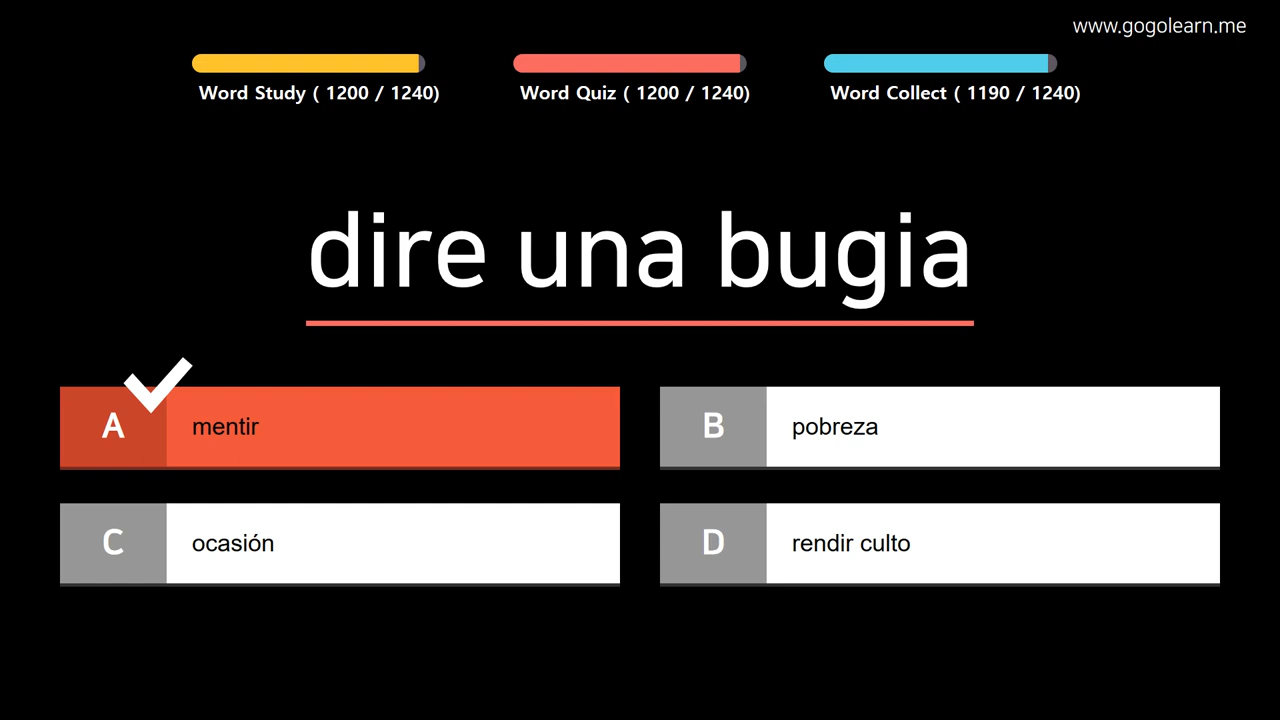 www.gogolearn.me
Word Study ( 1200 / 1240)
Word Quiz ( 1200 / 1240)
Word Collect ( 1190 / 1240)
dire una bugia
A mentir
B pobreza
C ocasión
D rendir culto